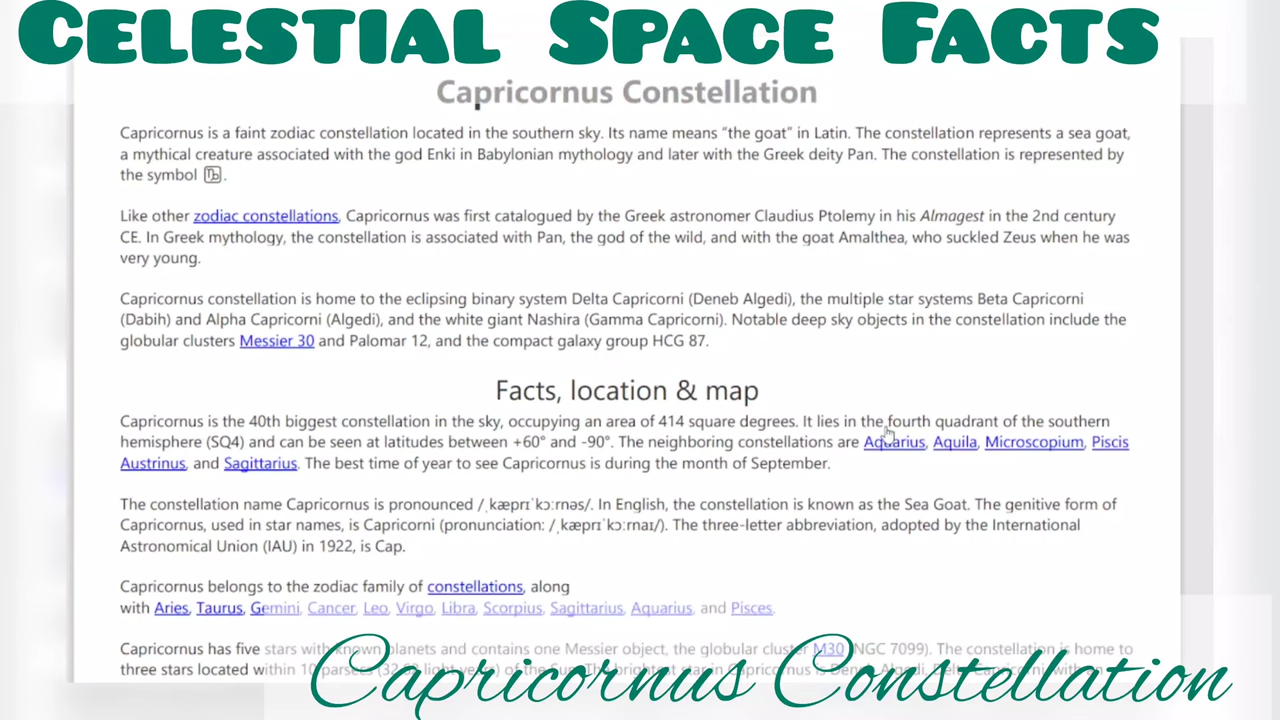 Celestial Space Facts
Capricornus Constellation
Capricornus is a faint zodiac constellation located in the southern sky. Its name means “the goat” in Latin. The constellation represents a sea goat,
a mythical creature associated with the god Enki in Babylonian mythology and later with the Greek deity Pan. The constellation is represented by
the symbol ♑.
Like other zodiac constellations, Capricornus was first catalogued by the Greek astronomer Claudius Ptolemy in his Almagest in the 2nd century
CE. In Greek mythology, the constellation is associated with Pan, the god of the wild, and with the goat Amalthea, who suckled Zeus when he was
very young.
Capricornus constellation is home to the eclipsing binary system Delta Capricorni (Deneb Algedi), the multiple star systems Beta Capricorni
(Dabih) and Alpha Capricorni (Algedi), and the white giant Nashira (Gamma Capricorni). Notable deep sky objects in the constellation include the
globular clusters Messier 30 and Palomar 12, and the compact galaxy group HCG 87.
Facts, location & map
Capricornus is the 40th biggest constellation in the sky, occupying an area of 414 square degrees. It lies in the fourth quadrant of the southern
hemisphere (SQ4) and can be seen at latitudes between +60° and -90°. The neighboring constellations are Aquarius, Aquila, Microscopium, Piscis
Austrinus, and Sagittarius. The best time of year to see Capricornus is during the month of September.
The constellation name Capricornus is pronounced /ˌkæprɪˈkɔːrnəs/. In English, the constellation is known as the Sea Goat. The genitive form of
Capricornus, used in star names, is Capricorni (pronunciation: /ˌkæprɪˈkɔːrnaɪ/). The three-letter abbreviation, adopted by the International
Astronomical Union (IAU) in 1922, is Cap.
Capricornus belongs to the zodiac family of constellations, along
with Aries, Taurus, Gemini, Cancer, Leo, Virgo, Libra, Scorpius, Sagittarius, Aquarius, and Pisces.
Capricornus has five stars with known planets and contains one Messier object, the globular cluster M30 (NGC 7099). The constellation is home to
three stars located within 10 parsecs of the Sun. The brightest star in Capricornus is Deneb Algedi, Delta Capricorni
Capricornus Constellation